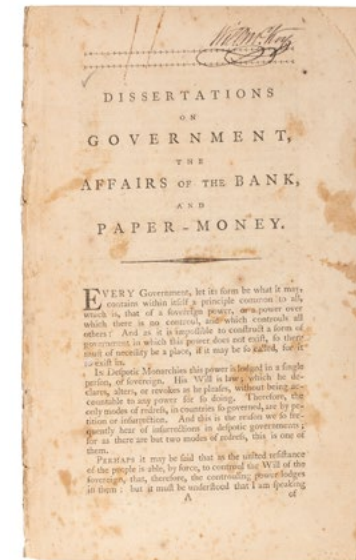 DISSERTATIONS
ON
GOVERNMENT,
THE
AFFAIRS OF THE BANK,
AND
PAPER-MONEY.
EVERY Government, let its form be what it may,
contains within itself a principle common to all,
which is, that of a sovereign power, or a power over
which there is no controul, and which controuls all
others: And as it is impossible to construct a form of
government in which this power does not exist, so there
must of necessity be a place, if it may be so called, for it
to exist in.
In Despotic Monarchies this power is lodged in a single
person, or sovereign. His Will is law; which he de-
clares, alters, or revokes as he pleases, without being ac-
countable to any power for so doing. Therefore, the
only modes of redress, in countries so governed, are by pe-
tition or insurrection. And this is the reason we so fre-
quently hear of insurrections in despotic governments;
for as there are but two modes of redress, this is one of
them.
PERHAPS it may be said that as the united resistance
of the people is able, by force, to controul the Will of the
sovereign, that, therefore, the controuling power lodges
in them: but it must be understood that I am speaking
A of